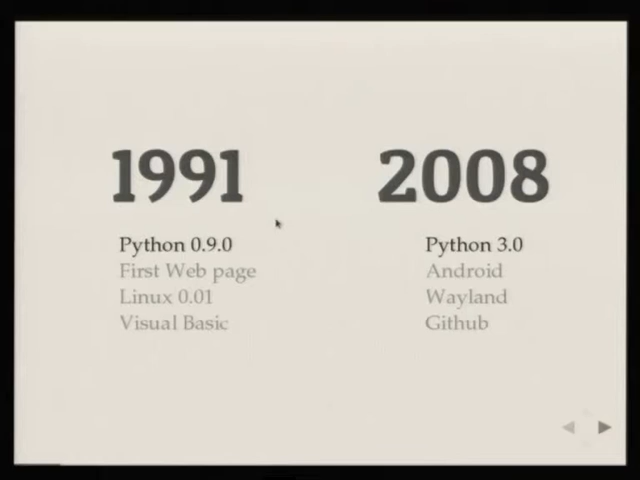 1991
Python 0.9.0
First Web page
Linux 0.01
Visual Basic
2008
Python 3.0
Android
Wayland
Github